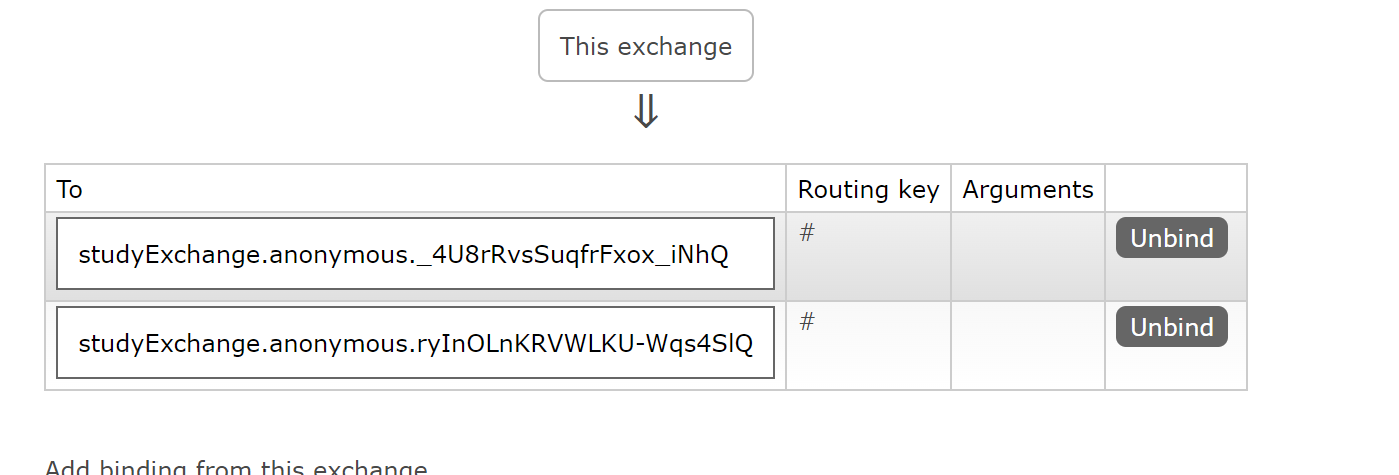 This exchange
⇓
To Routing key Arguments
studyExchange.anonymous._4U8rRvsSuqfrFxox_iNhQ # Unbind
studyExchange.anonymous.ryInOLnKRVWLKU-Wqs4SlQ # Unbind
Add binding from this exchange